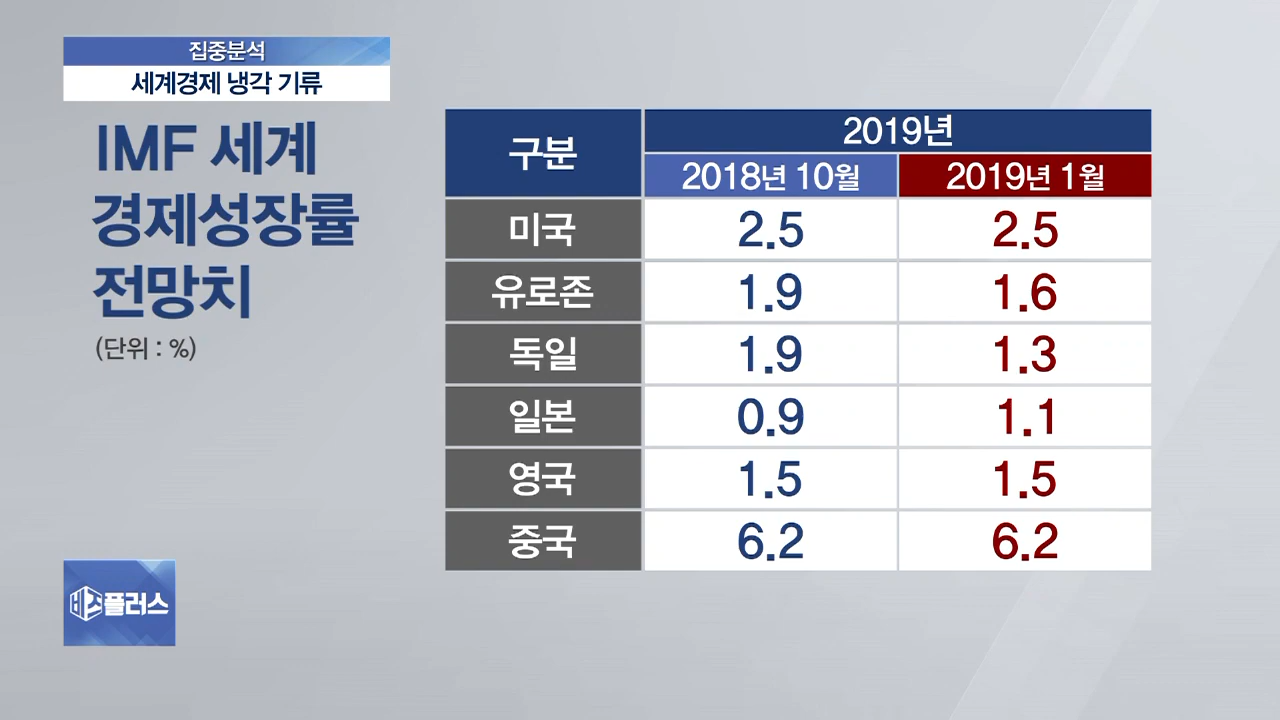 집중분석
세계경제 냉각 기류
IMF 세계
경제성장률
전망치
(단위 : %)
구분 2019년
2018년 10월 2019년 1월
미국 2.5 2.5
유로존 1.9 1.6
독일 1.9 1.3
일본 0.9 1.1
영국 1.5 1.5
중국 6.2 6.2
비즈플러스